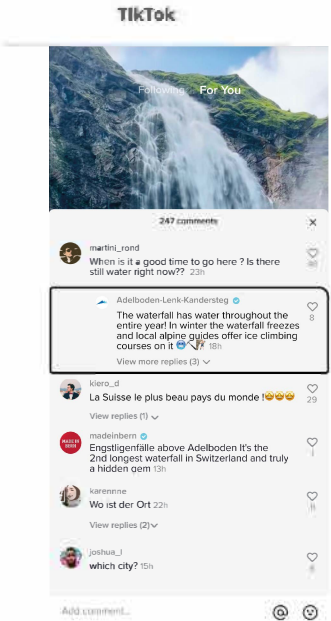 TikTok
Following For You
247 comments
martini_rond
When is it a good time to go here ? Is there
still water right now?? 23h
Adelboden-Lenk-Kandersteg
The waterfall has water throughout the
entire year! In winter the waterfall freezes
and local alpine guides offer ice climbing
courses on it 🥶 18h
8
View more replies (3)
kiero_d
La Suisse le plus beau pays du monde !🤩🤩🤩
29
View replies (1)
MADE IN BERN
madeinbern
Engstligenfälle above Adelboden It's the
2nd longest waterfall in Switzerland and truly
a hidden gem 13h
karennne
Wo ist der Ort 22h
View replies (2)
joshua_l
which city? 15h
Add comment...